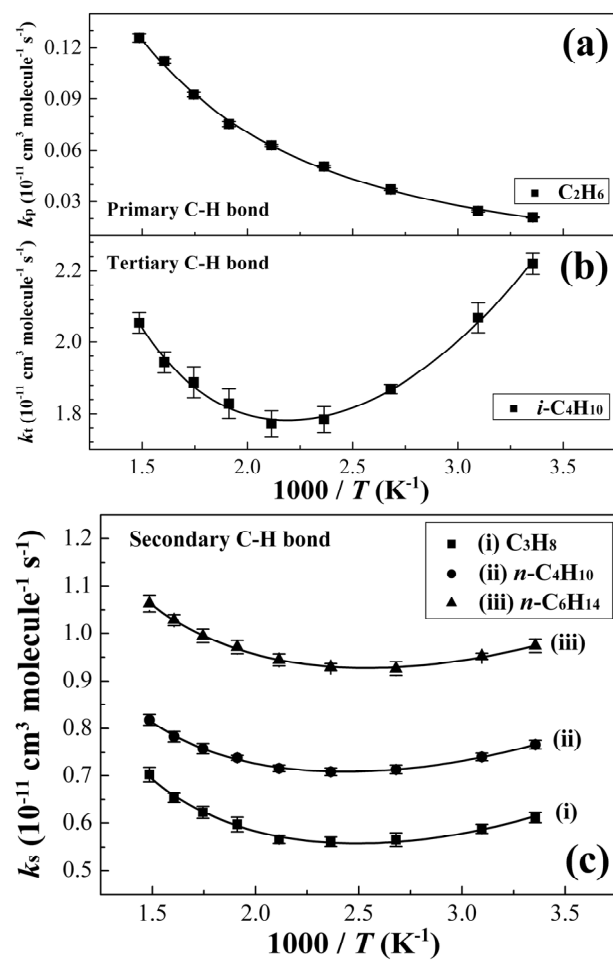 0.12
0.09
0.06
0.03
kp (10⁻¹¹ cm³ molecule⁻¹ s⁻¹)
(a)
Primary C-H bond
C₂H₆
2.2
2.0
1.8
kt (10⁻¹¹ cm³ molecule⁻¹ s⁻¹)
Tertiary C-H bond
(b)
i-C₄H₁₀
1.5 2.0 2.5 3.0 3.5
1000 / T (K⁻¹)
1.2
1.1
1.0
0.9
0.8
0.7
0.6
0.5
ks (10⁻¹¹ cm³ molecule⁻¹ s⁻¹)
Secondary C-H bond
(i) C₃H₈
(ii) n-C₄H₁₀
(iii) n-C₆H₁₄
(iii)
(ii)
(i)
(c)
1.5 2.0 2.5 3.0 3.5
1000 / T (K⁻¹)